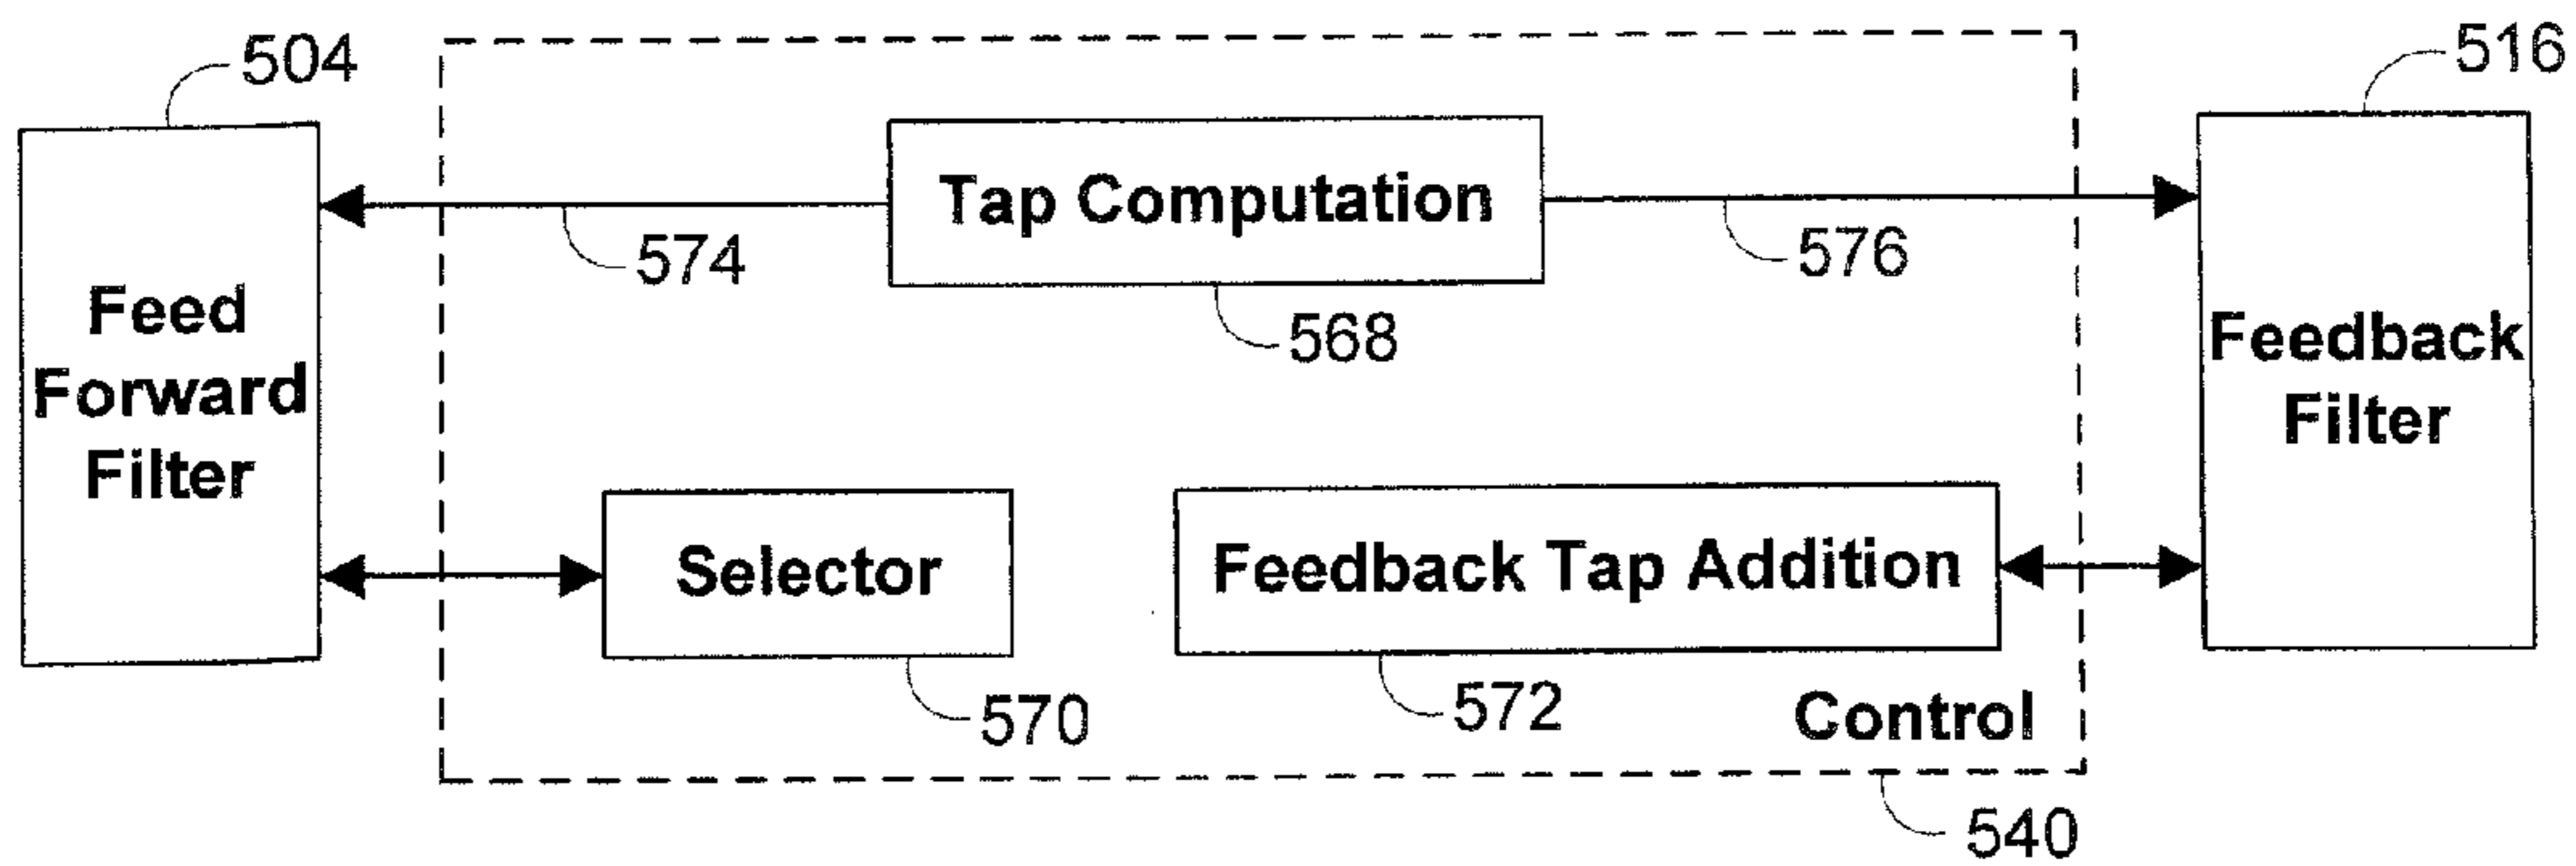 504
516
Tap Computation
574
576
568
Feed
Forward
Filter
Feedback
Filter
Selector
570
Feedback Tap Addition
572
Control
540